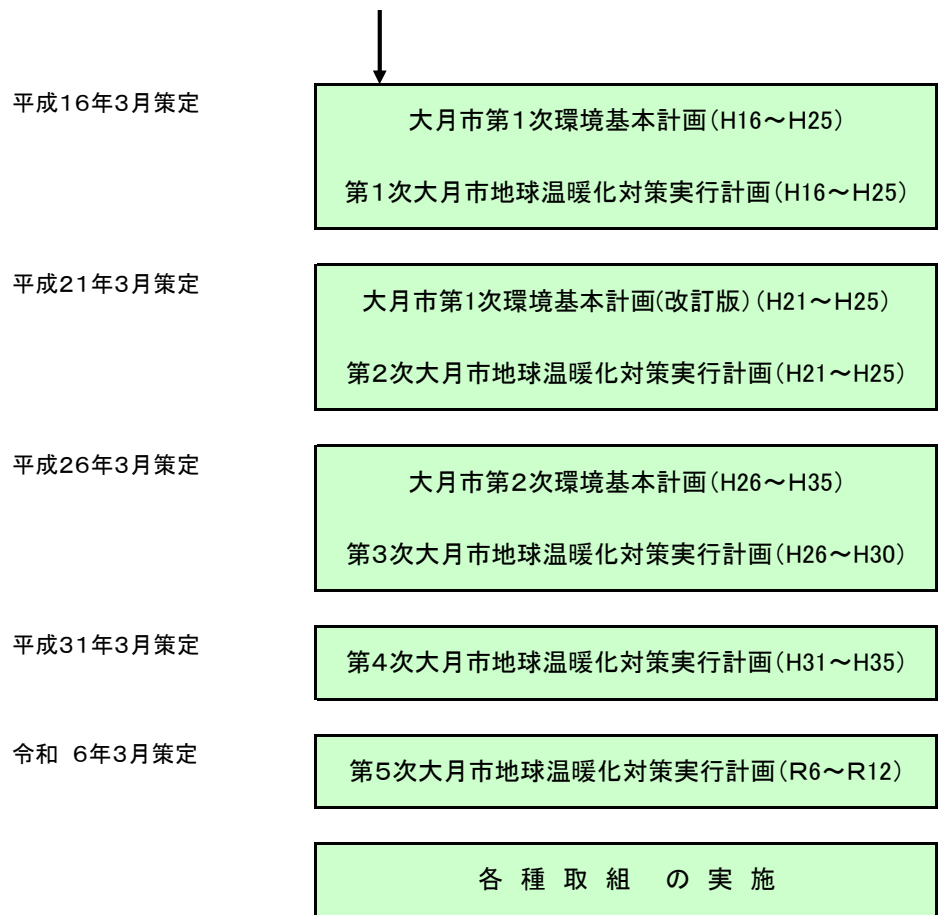 平成16年3月策定
大月市第1次環境基本計画(H16～H25)
第1次大月市地球温暖化対策実行計画(H16～H25)
平成21年3月策定
大月市第1次環境基本計画(改訂版)(H21～H25)
第2次大月市地球温暖化対策実行計画(H21～H25)
平成26年3月策定
大月市第2次環境基本計画(H26～H35)
第3次大月市地球温暖化対策実行計画(H26～H30)
平成31年3月策定
第4次大月市地球温暖化対策実行計画(H31～H35)
令和 6年3月策定
第5次大月市地球温暖化対策実行計画(R6～R12)
各 種 取 組 の 実 施